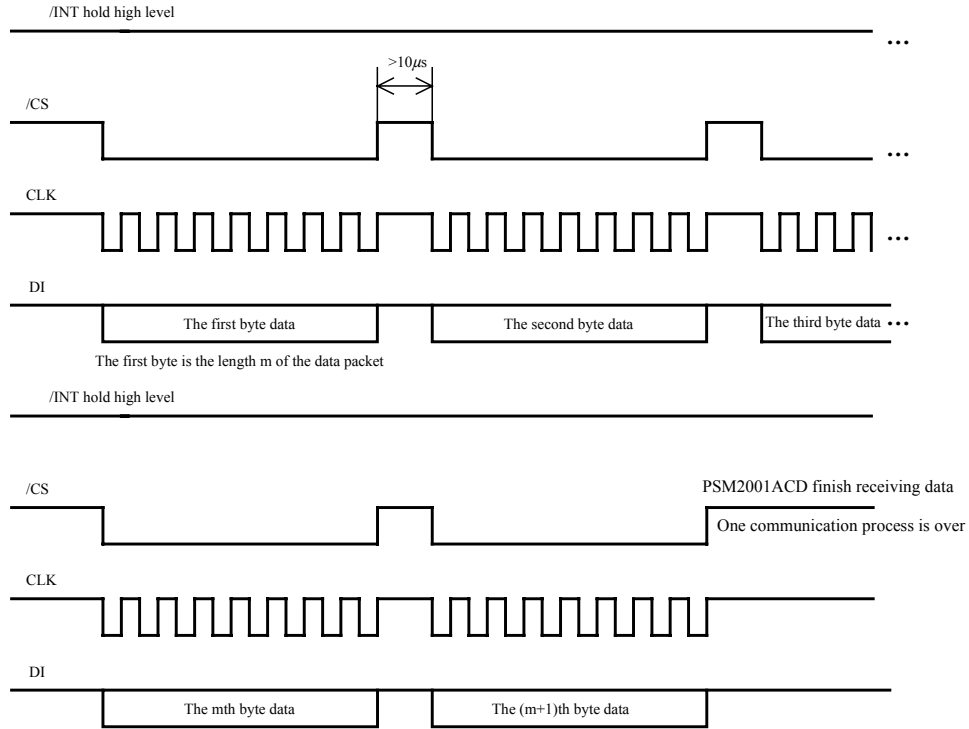 /INT hold high level
...
>10μs
/CS
...
CLK
...
DI
The first byte data
The second byte data
The third byte data ...
The first byte is the length m of the data packet
/INT hold high level
/CS
PSM2001ACD finish receiving data
One communication process is over
CLK
DI
The mth byte data
The (m+1)th byte data